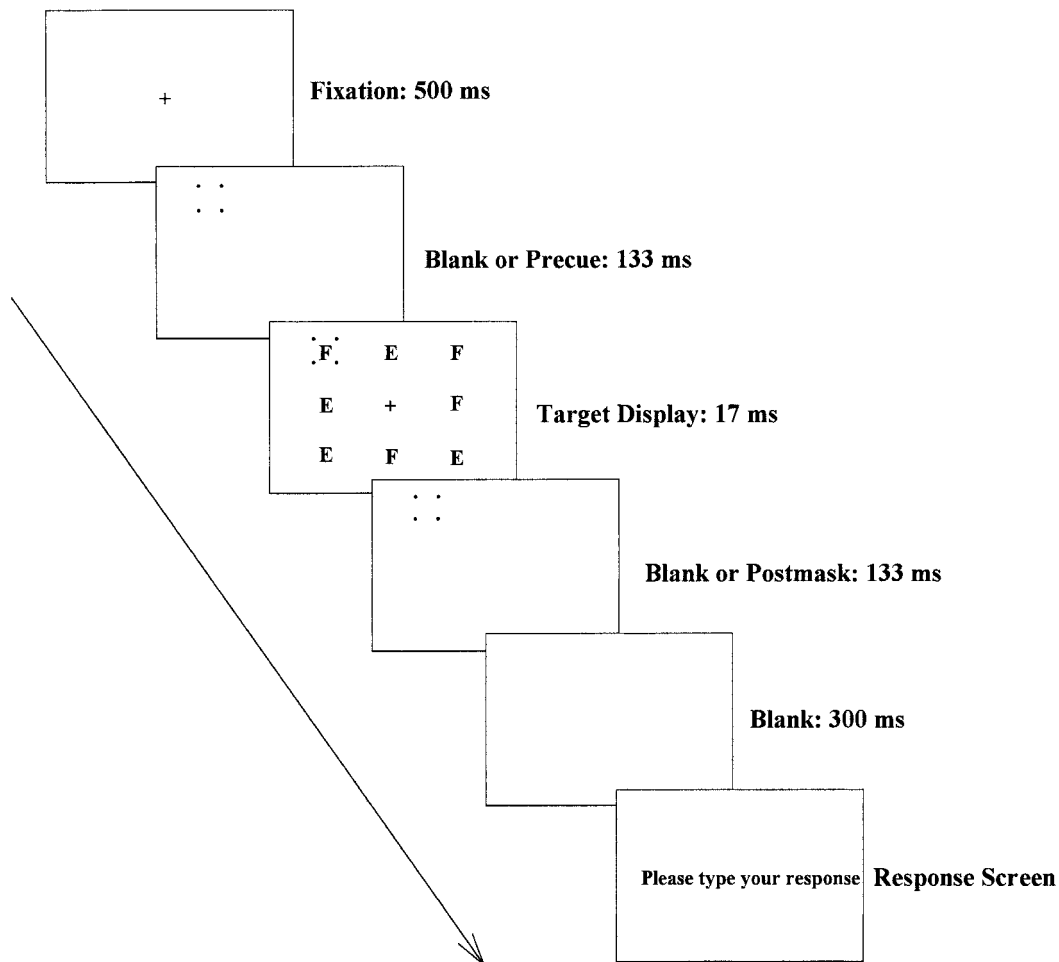 +
Fixation: 500 ms
Blank or Precue: 133 ms
F E F
E + F
E F E
Target Display: 17 ms
Blank or Postmask: 133 ms
Blank: 300 ms
Please type your response
Response Screen